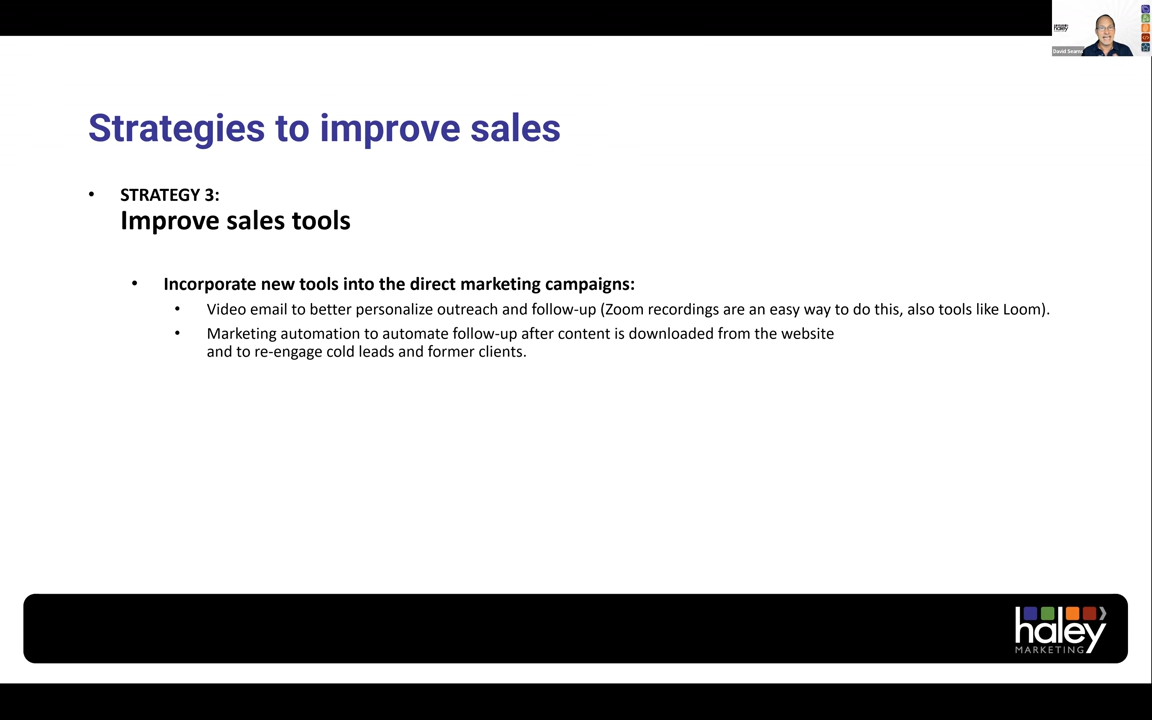 haley
David Searns
Strategies to improve sales
• STRATEGY 3:
Improve sales tools
• Incorporate new tools into the direct marketing campaigns:
• Video email to better personalize outreach and follow-up (Zoom recordings are an easy way to do this, also tools like Loom).
• Marketing automation to automate follow-up after content is downloaded from the website
and to re-engage cold leads and former clients.
haley
MARKETING